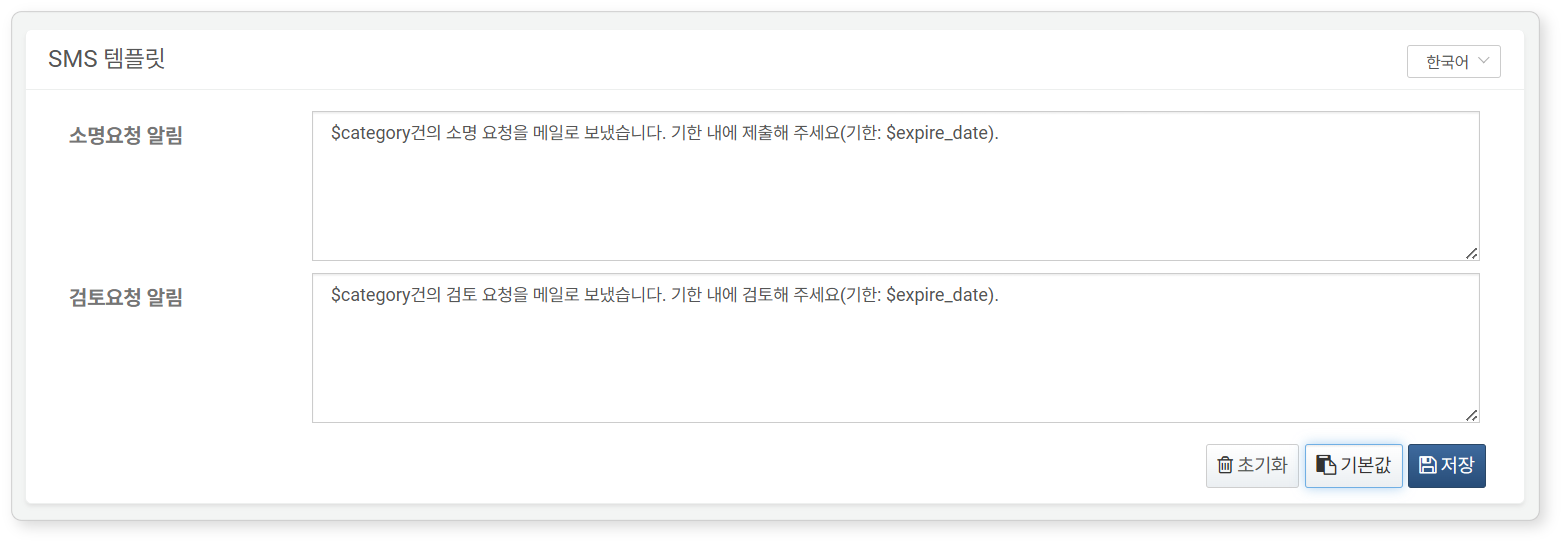 SMS 템플릿
한국어
소명요청 알림
$category건의 소명 요청을 메일로 보냈습니다. 기한 내에 제출해 주세요(기한: $expire_date).
검토요청 알림
$category건의 검토 요청을 메일로 보냈습니다. 기한 내에 검토해 주세요(기한: $expire_date).
초기화
기본값
저장